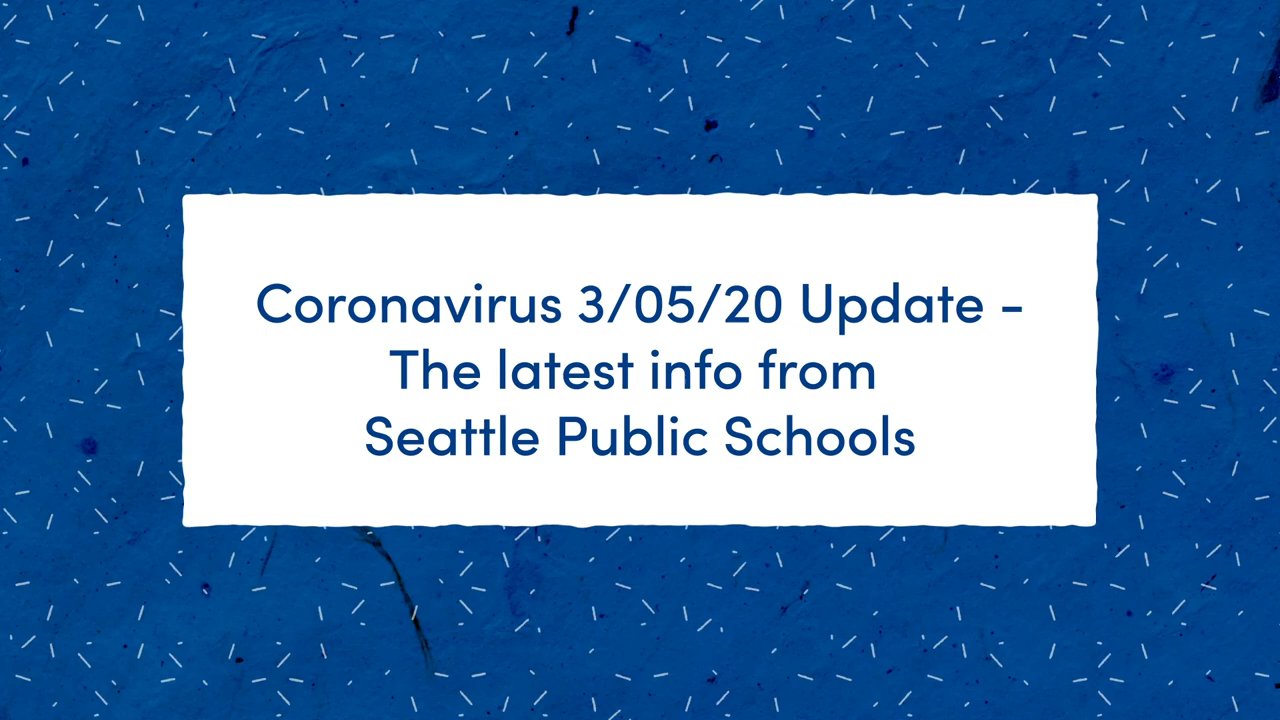 Coronavirus 3/05/20 Update -
The latest info from
Seattle Public Schools